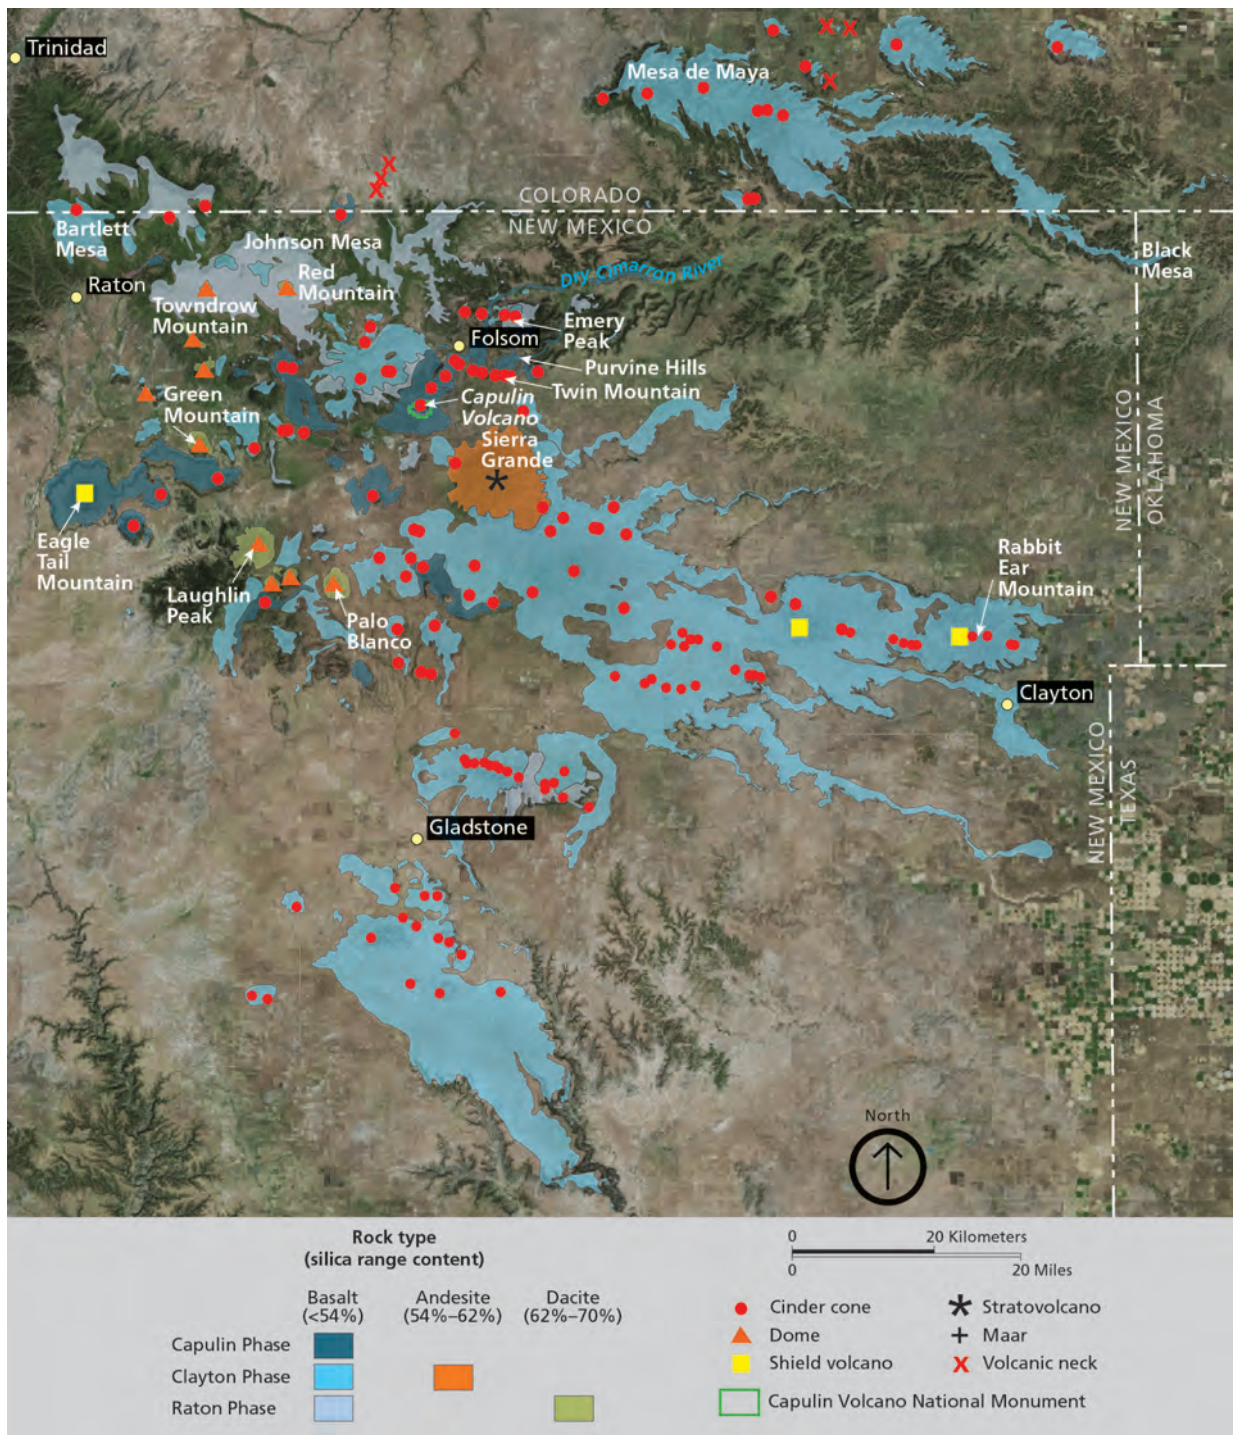 Trinidad
Mesa de Maya
COLORADO
NEW MEXICO
Bartlett
Mesa
Johnson Mesa
Black
Mesa
Dry Cimarron River
Raton
Red
Mountain
Towndrow
Mountain
Emery
Peak
Folsom
Purvine Hills
Twin Mountain
Green
Mountain
Capulin
Volcano
Sierra
Grande
NEW MEXICO
OKLAHOMA
Eagle
Tail
Mountain
Laughlin
Peak
Palo
Blanco
Rabbit
Ear
Mountain
Clayton
NEW MEXICO
TEXAS
Gladstone
North
Rock type
(silica range content)
Basalt
(<54%)
Andesite
(54%–62%)
Dacite
(62%–70%)
Capulin Phase
Clayton Phase
Raton Phase
0 20 Kilometers
0 20 Miles
Cinder cone
Dome
Shield volcano
Stratovolcano
Maar
Volcanic neck
Capulin Volcano National Monument